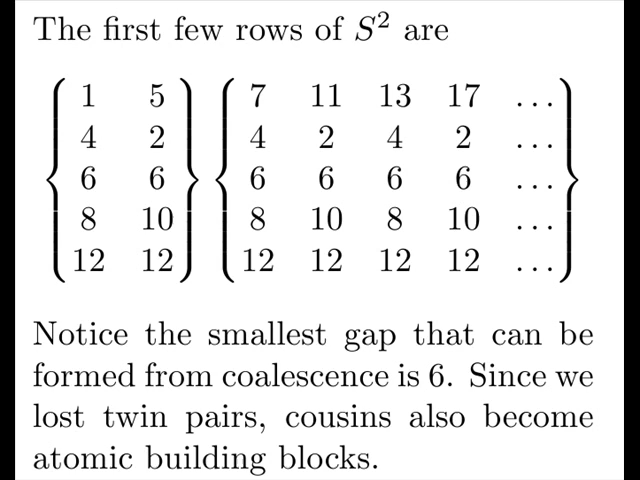 The first few rows of S² are
1 5 7 11 13 17 ...
4 2 4 2 4 2 ...
6 6 6 6 6 6 ...
8 10 8 10 8 10 ...
12 12 12 12 12 12 ...
Notice the smallest gap that can be
formed from coalescence is 6. Since we
lost twin pairs, cousins also become
atomic building blocks.